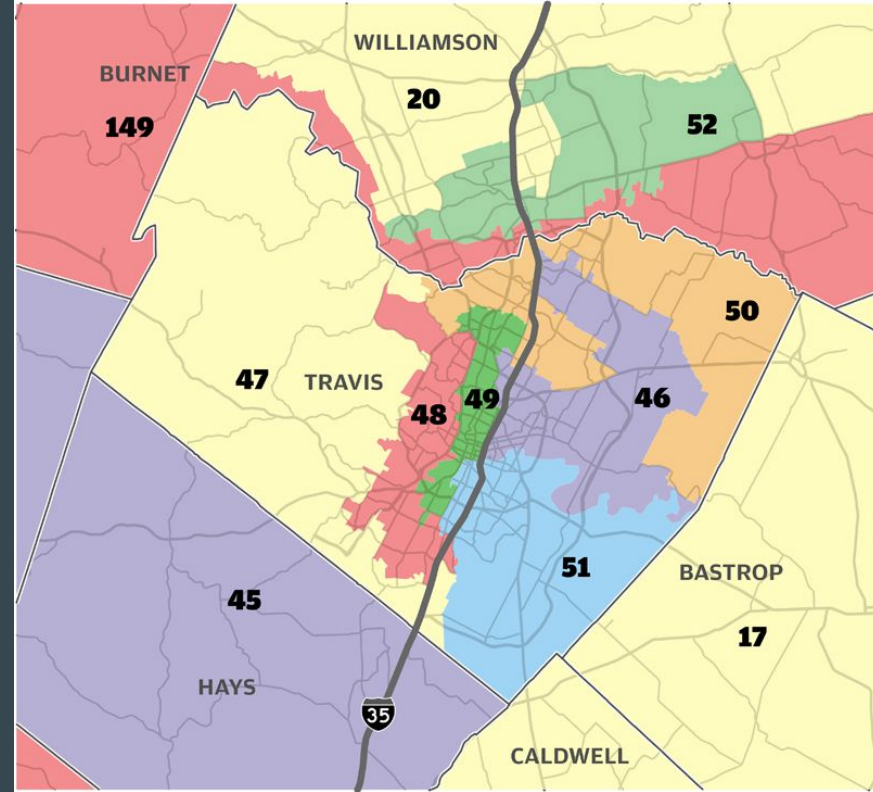 WILLIAMSON
BURNET
20
149
52
50
47
TRAVIS
48
49
46
51
BASTROP
45
17
HAYS
35
CALDWELL